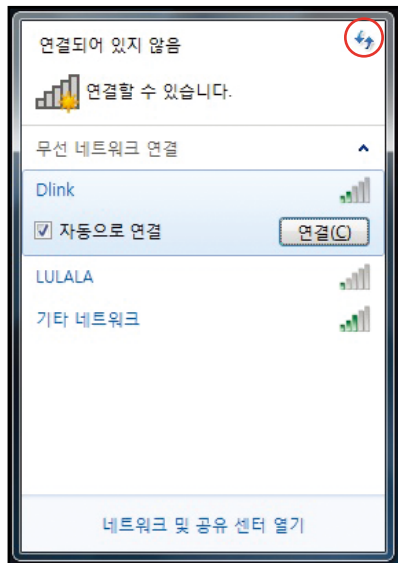 연결되어 있지 않음
연결할 수 있습니다.
무선 네트워크 연결
Dlink
자동으로 연결
연결(C)
LULALA
기타 네트워크
네트워크 및 공유 센터 열기